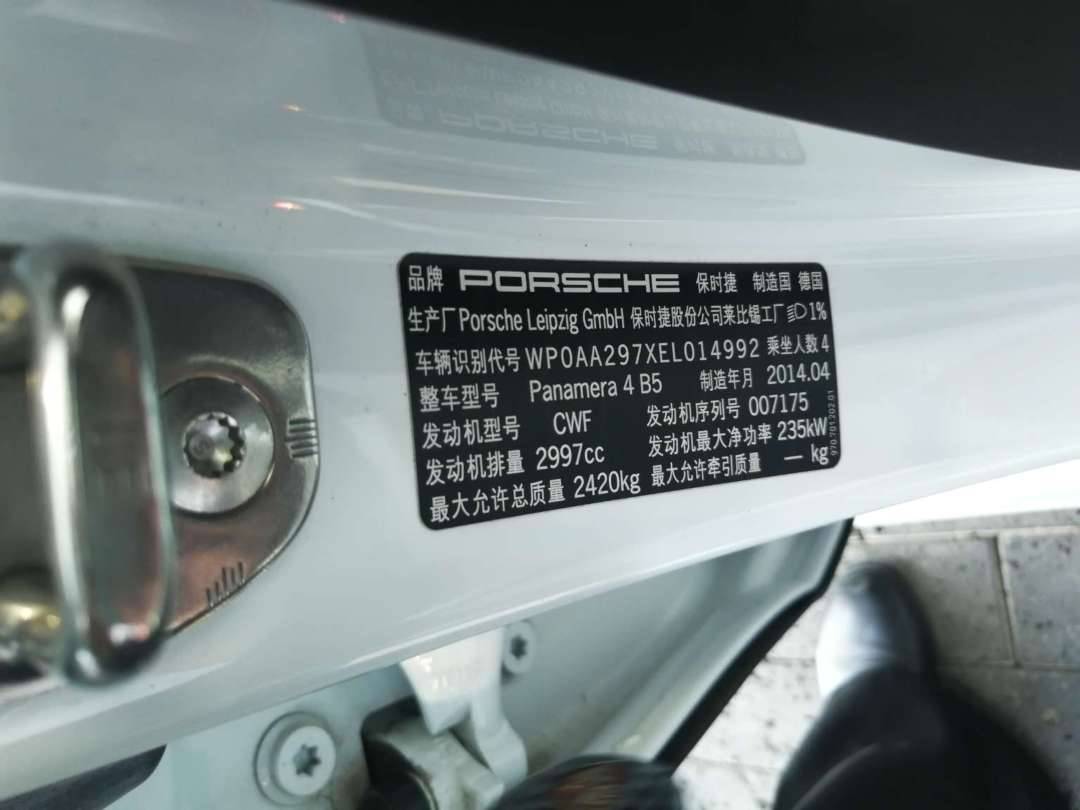 品牌 PORSCHE 保时捷 制造国 德国
生产厂 Porsche Leipzig GmbH 保时捷股份公司莱比锡工厂 1%
车辆识别代号 WP0AA297XEL014992 乘坐人数 4
整车型号 Panamera 4 B5 制造年月 2014.04
发动机型号 CWF 发动机序列号 007175
发动机排量 2997cc 发动机最大净功率 235kW
最大允许总质量 2420kg 最大允许牵引质量 — kg
970.701.202.01